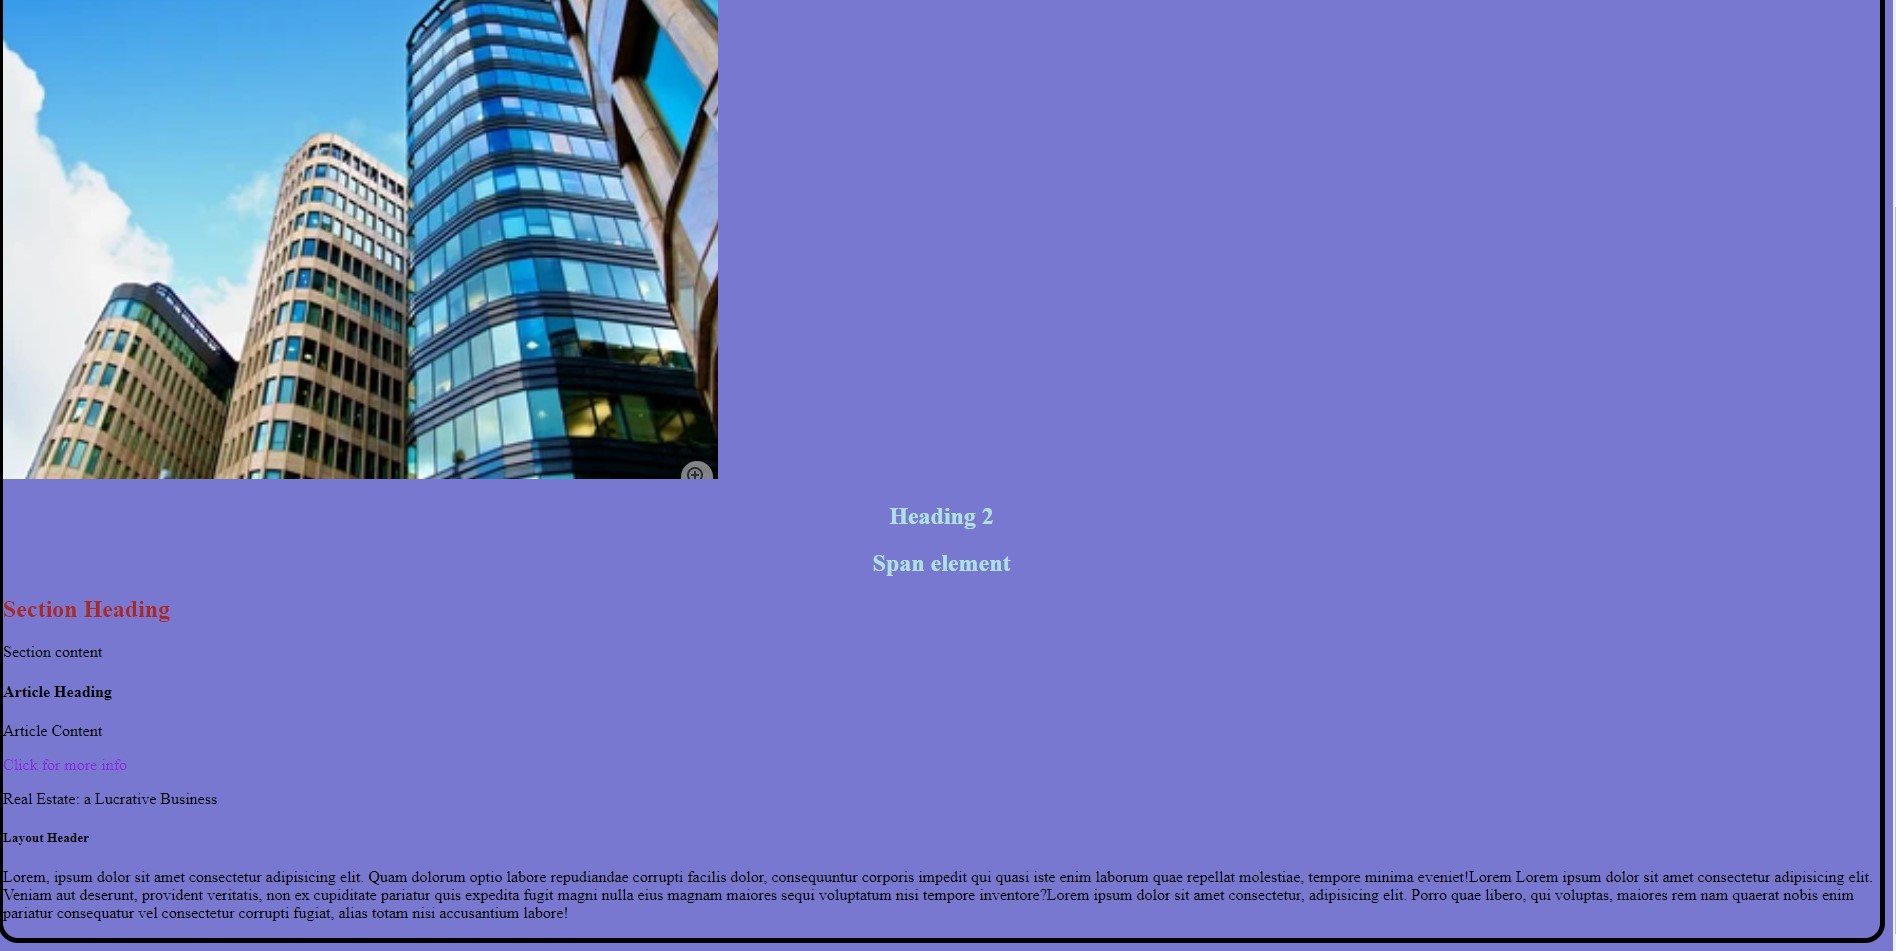 Heading 2
Span element
Section Heading
Section content
Article Heading
Article Content
Click for more info
Real Estate: a Lucrative Business
Layout Header
Lorem, ipsum dolor sit amet consectetur adipisicing elit. Quam dolorum optio labore repudiandae corrupti facilis dolor, consequuntur corporis impedit qui quasi iste enim laborum quae repellat molestiae, tempore minima eveniet!Lorem Lorem ipsum dolor sit amet consectetur adipisicing elit.
Veniam aut deserunt, provident veritatis, non ex cupiditate pariatur quis expedita fugit magni nulla eius magnam maiores sequi voluptatum nisi tempore inventore?Lorem ipsum dolor sit amet consectetur, adipisicing elit. Porro quae libero, qui voluptas, maiores rem nam quaerat nobis enim
pariatur consequatur vel consectetur corrupti fugiat, alias totam nisi accusantium labore!